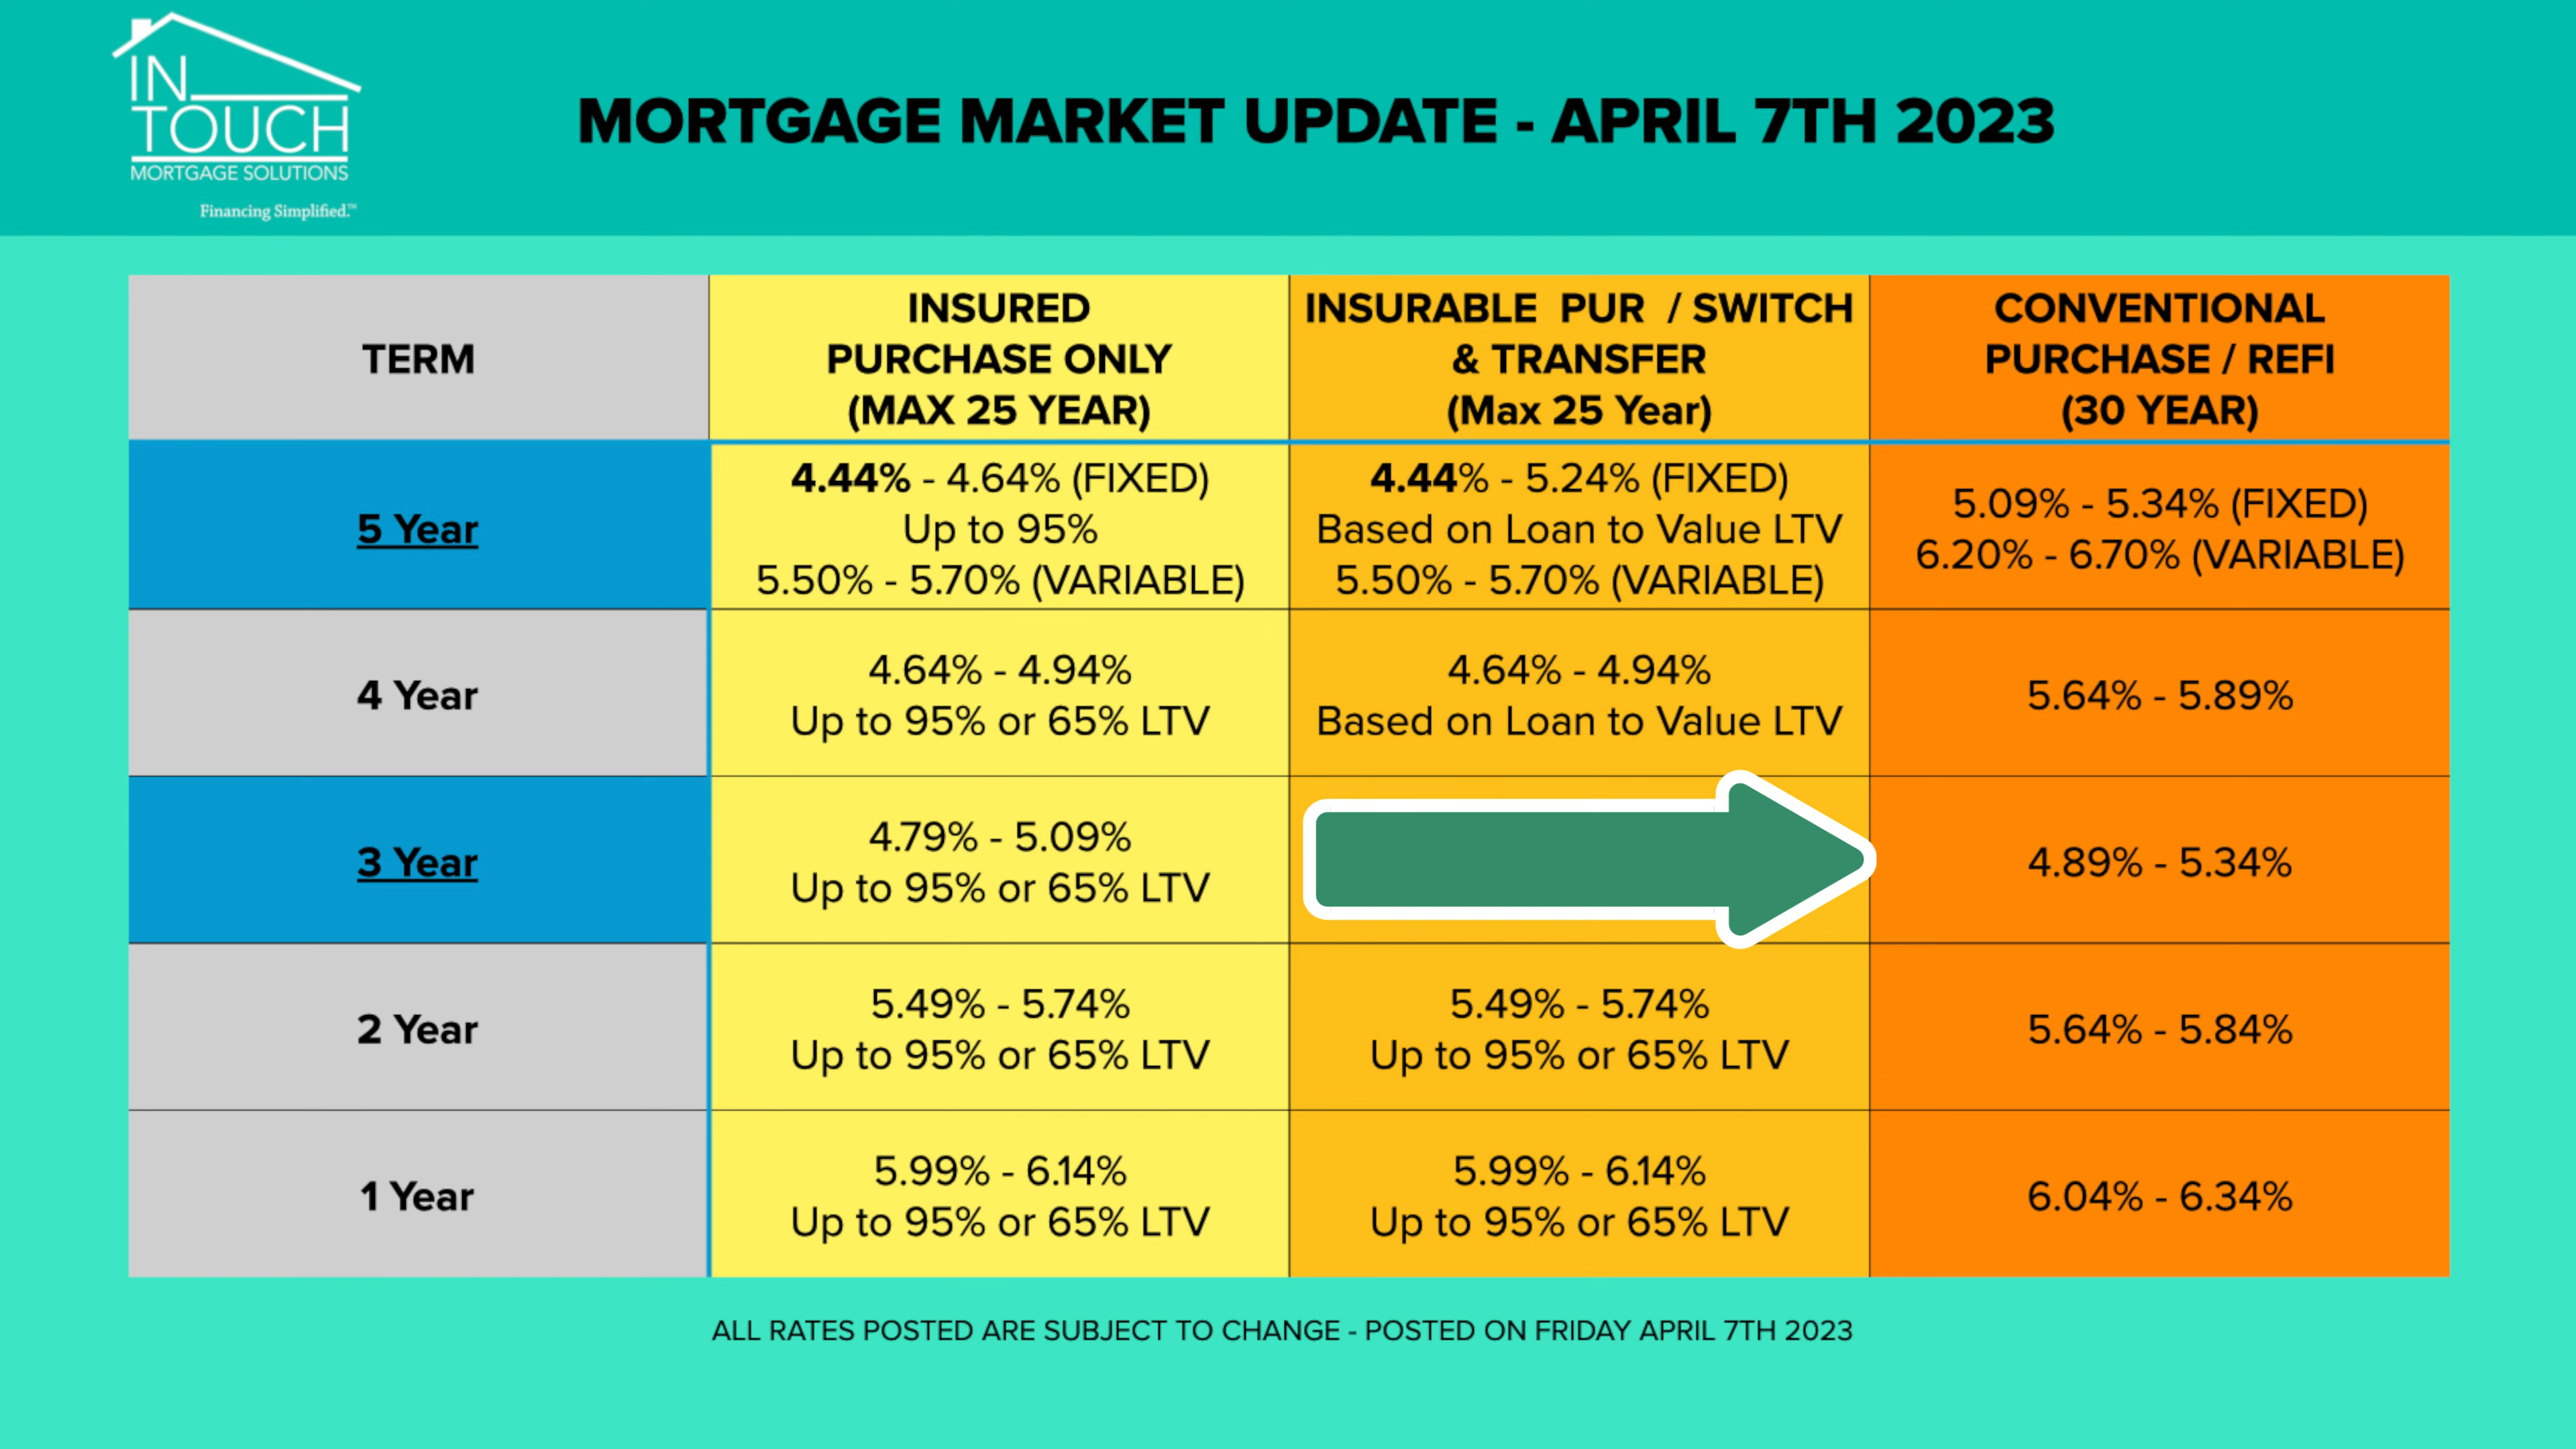 IN
TOUCH
MORTGAGE SOLUTIONS
Financing Simplified.™
MORTGAGE MARKET UPDATE - APRIL 7TH 2023
TERM
INSURED
PURCHASE ONLY
(MAX 25 YEAR)
INSURABLE PUR / SWITCH
& TRANSFER
(Max 25 Year)
CONVENTIONAL
PURCHASE / REFI
(30 YEAR)
5 Year
4.44% - 4.64% (FIXED)
Up to 95%
5.50% - 5.70% (VARIABLE)
4.44% - 5.24% (FIXED)
Based on Loan to Value LTV
5.50% - 5.70% (VARIABLE)
5.09% - 5.34% (FIXED)
6.20% - 6.70% (VARIABLE)
4 Year
4.64% - 4.94%
Up to 95% or 65% LTV
4.64% - 4.94%
Based on Loan to Value LTV
5.64% - 5.89%
3 Year
4.79% - 5.09%
Up to 95% or 65% LTV
4.89% - 5.34%
2 Year
5.49% - 5.74%
Up to 95% or 65% LTV
5.49% - 5.74%
Up to 95% or 65% LTV
5.64% - 5.84%
1 Year
5.99% - 6.14%
Up to 95% or 65% LTV
5.99% - 6.14%
Up to 95% or 65% LTV
6.04% - 6.34%
ALL RATES POSTED ARE SUBJECT TO CHANGE - POSTED ON FRIDAY APRIL 7TH 2023